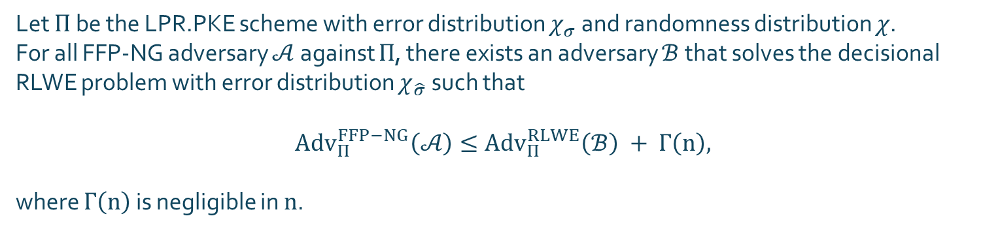 Let Π be the LPR.PKE scheme with error distribution χ_σ and randomness distribution χ.
For all FFP-NG adversary 𝒜 against Π, there exists an adversary ℬ that solves the decisional
RLWE problem with error distribution χ_σ̂ such that
Adv_Π^FFP−NG(𝒜) ≤ Adv_Π^RLWE(ℬ) + Γ(n),
where Γ(n) is negligible in n.